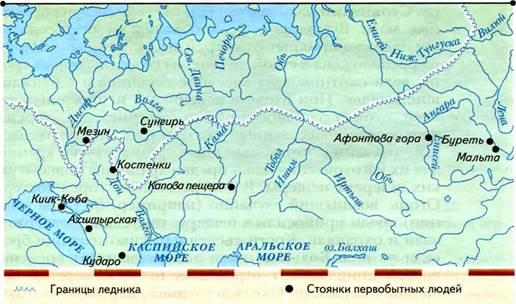 Енисей
Ниж. Тунгуска
Вилюй
Печора
Обь
Св. Двина
Лена
Днепр
Волга
Ангара
Сунгирь
Мезин
Кама
Афонтова гора
Буреть
Енисей
Мальта
Костенки
Тобол
Ишим
Иртыш
Обь
Дон
Капова пещера
Киик-Коба
Волга
ЧЕРНОЕ МОРЕ
Ахштырская
КАСПИЙСКОЕ
МОРЕ
АРАЛЬСКОЕ
МОРЕ
оз.Балхаш
Кударо
Границы ледника
Стоянки первобытных людей